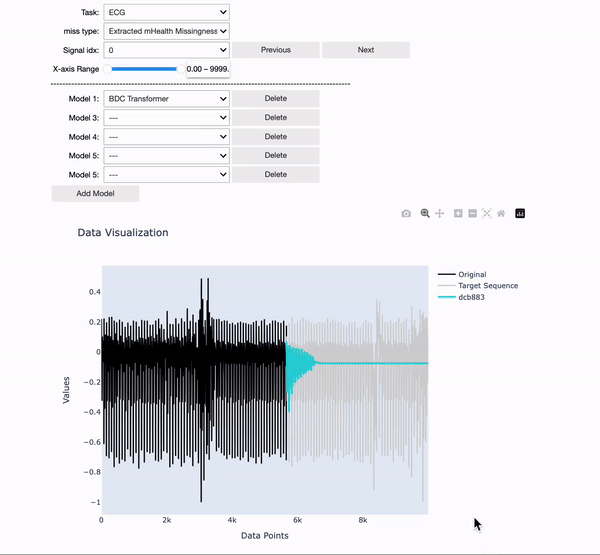 Task: ECG
miss type: Extracted mHealth Missingness
Signal idx: 0 Previous Next
X-axis Range 0.00 – 9999.
Model 1: BDC Transformer Delete
Model 3: --- Delete
Model 4: --- Delete
Model 5: --- Delete
Model 5: --- Delete
Add Model
Data Visualization
Original
Target Sequence
dcb883
0.4
0.2
0
−0.2
−0.4
−0.6
−0.8
−1
Values
0 2k 4k 6k 8k
Data Points